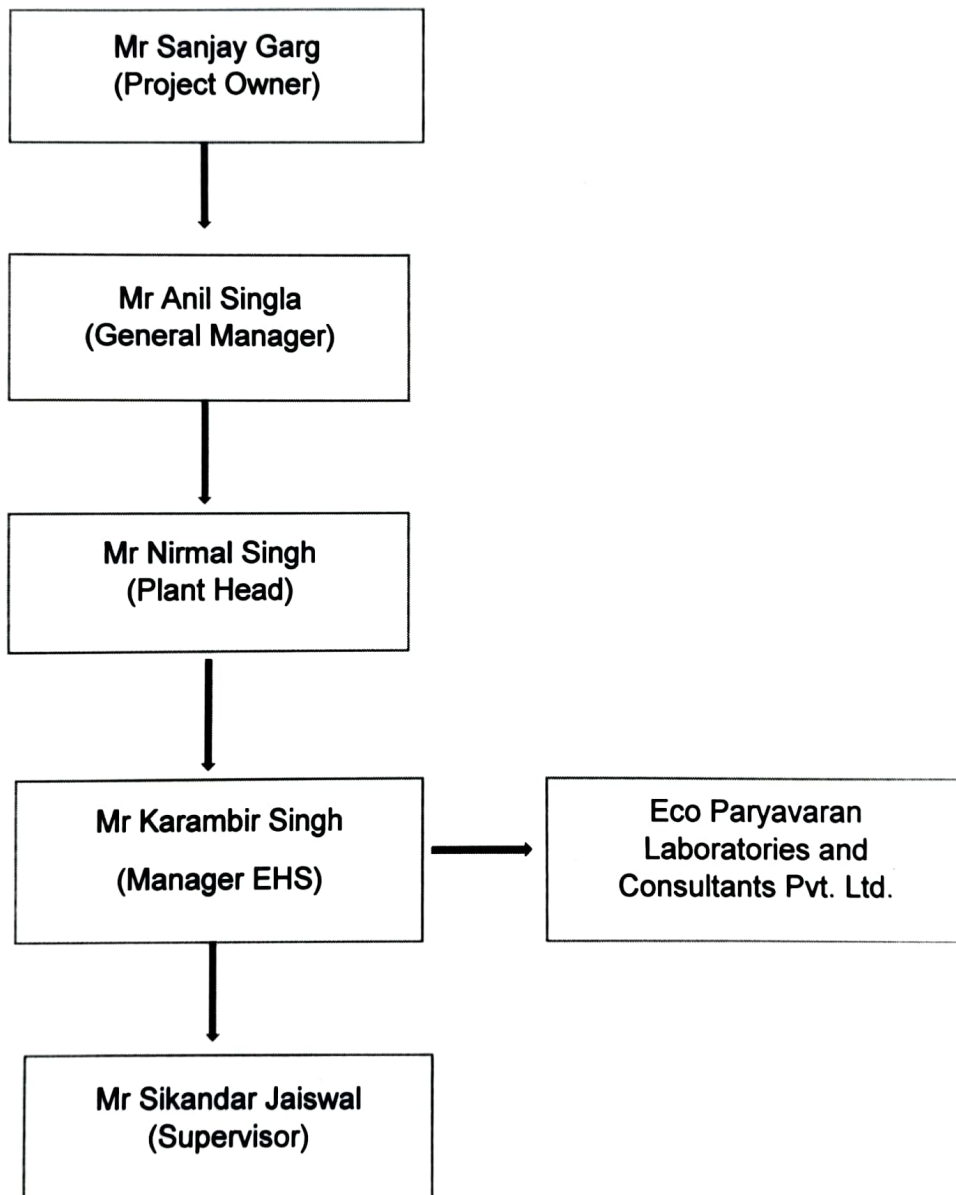 Mr Sanjay Garg
(Project Owner)
Mr Anil Singla
(General Manager)
Mr Nirmal Singh
(Plant Head)
Mr Karambir Singh
(Manager EHS)
Eco Paryavaran
Laboratories and
Consultants Pvt. Ltd.
Mr Sikandar Jaiswal
(Supervisor)